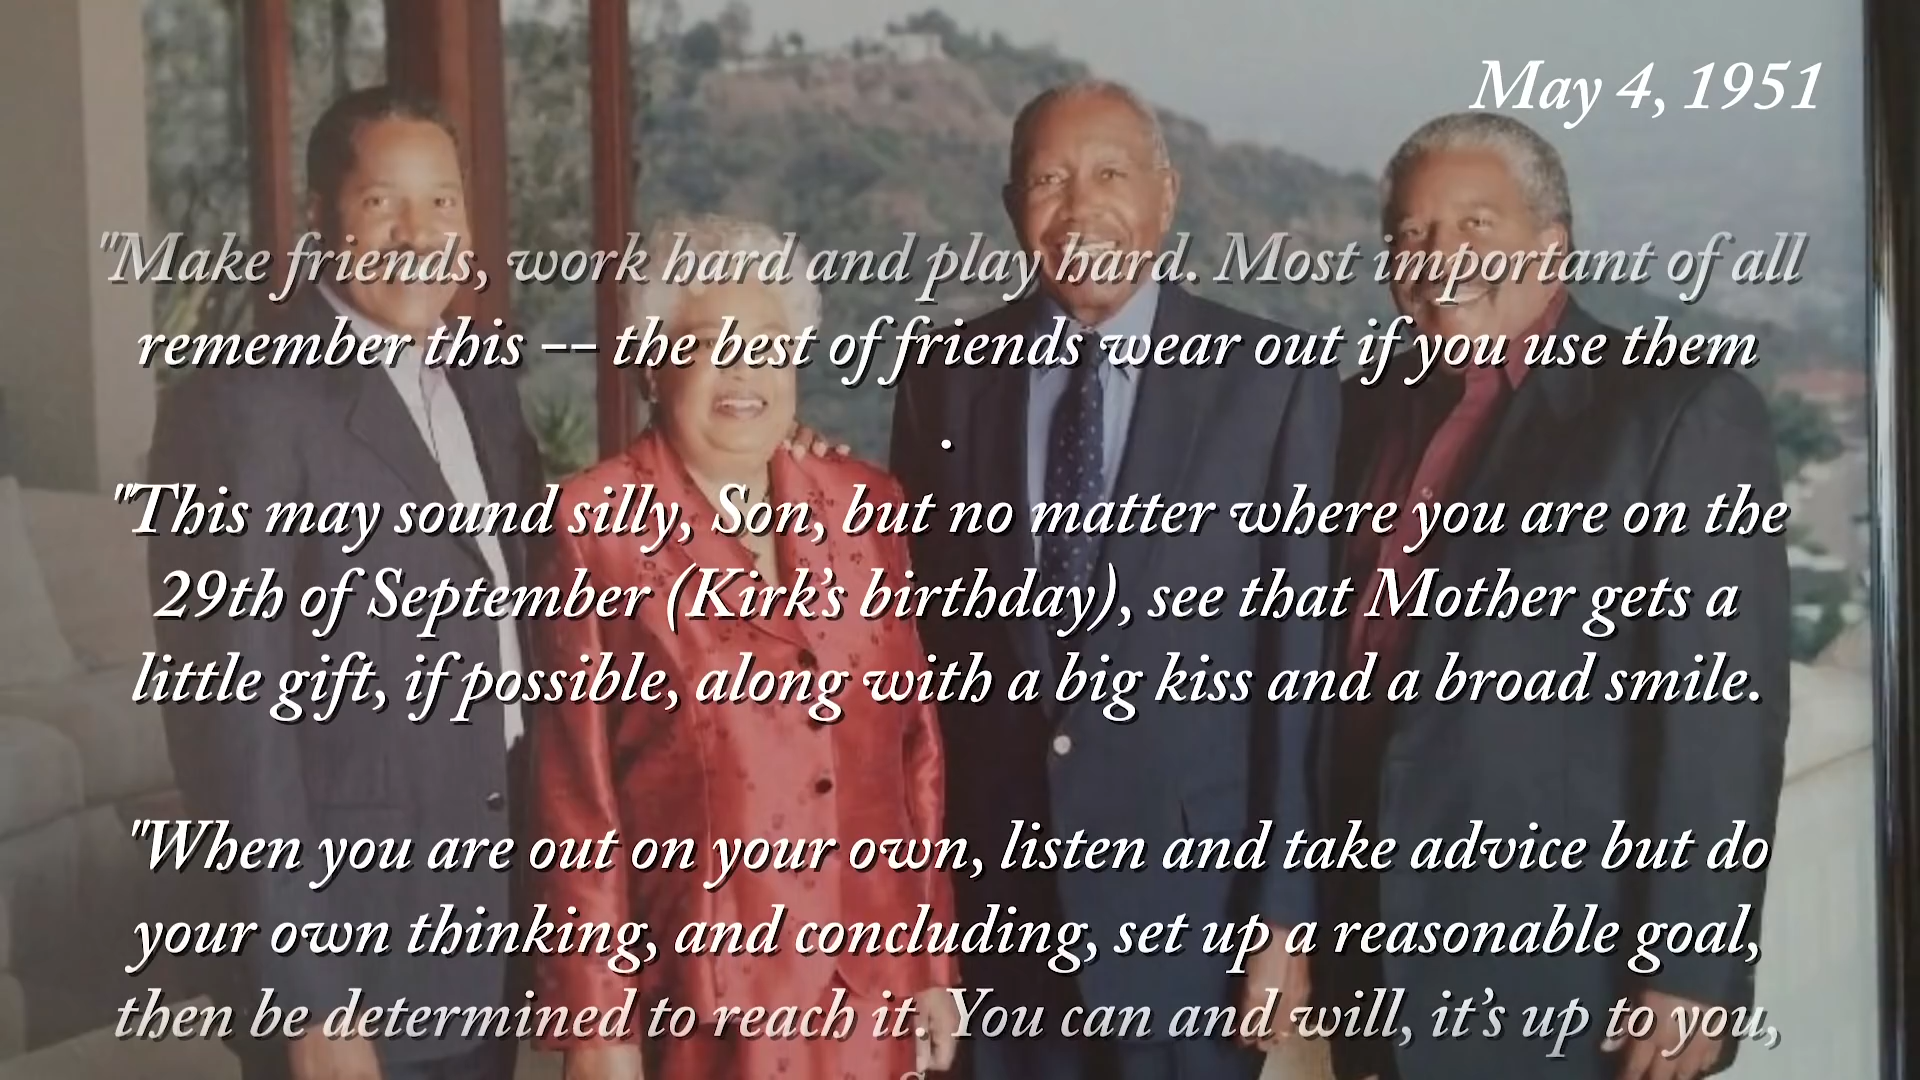 May 4, 1951
"Make friends, work hard and play hard. Most important of all
remember this -- the best of friends wear out if you use them
.
"This may sound silly, Son, but no matter where you are on the
29th of September (Kirk's birthday), see that Mother gets a
little gift, if possible, along with a big kiss and a broad smile.
"When you are out on your own, listen and take advice but do
your own thinking, and concluding, set up a reasonable goal,
then be determined to reach it. You can and will, it's up to you,